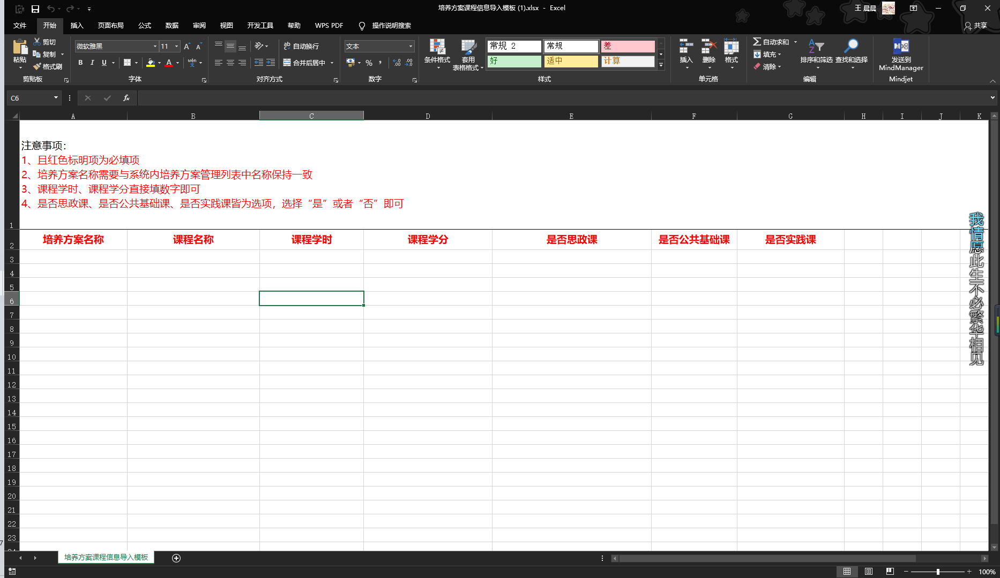 培养方案课程信息导入模板 (1).xlsx - Excel
王 晨晨
文件 开始 插入 页面布局 公式 数据 审阅 视图 开发工具 帮助 WPS PDF 操作说明搜索
共享
粘贴
剪切
复制
格式刷
剪贴板
微软雅黑 11
B I U
wén
文
字体
ab 自动换行
合并后居中
对齐方式
文本
% ,
数字
条件格式
套用
表格格式
常规 2 常规 差
好 适中 计算
样式
插入 删除 格式
单元格
自动求和
填充
清除
排序和筛选 查找和选择
编辑
发送到
MindManager
Mindjet
C6
fx
A B C D E F G H I J K
注意事项：
1、且红色标明项为必填项
2、培养方案名称需要与系统内培养方案管理列表中名称保持一致
3、课程学时、课程学分直接填数字即可
4、是否思政课、是否公共基础课、是否实践课皆为选项，选择“是”或者“否”即可
1
2 培养方案名称 课程名称 课程学时 课程学分 是否思政课 是否公共基础课 是否实践课
3
4
5
6
7
8
9
10
11
12
13
14
15
16
17
18
19
20
21
22
23
我情愿此生不必繁华相见
7
培养方案课程信息导入模板
100%